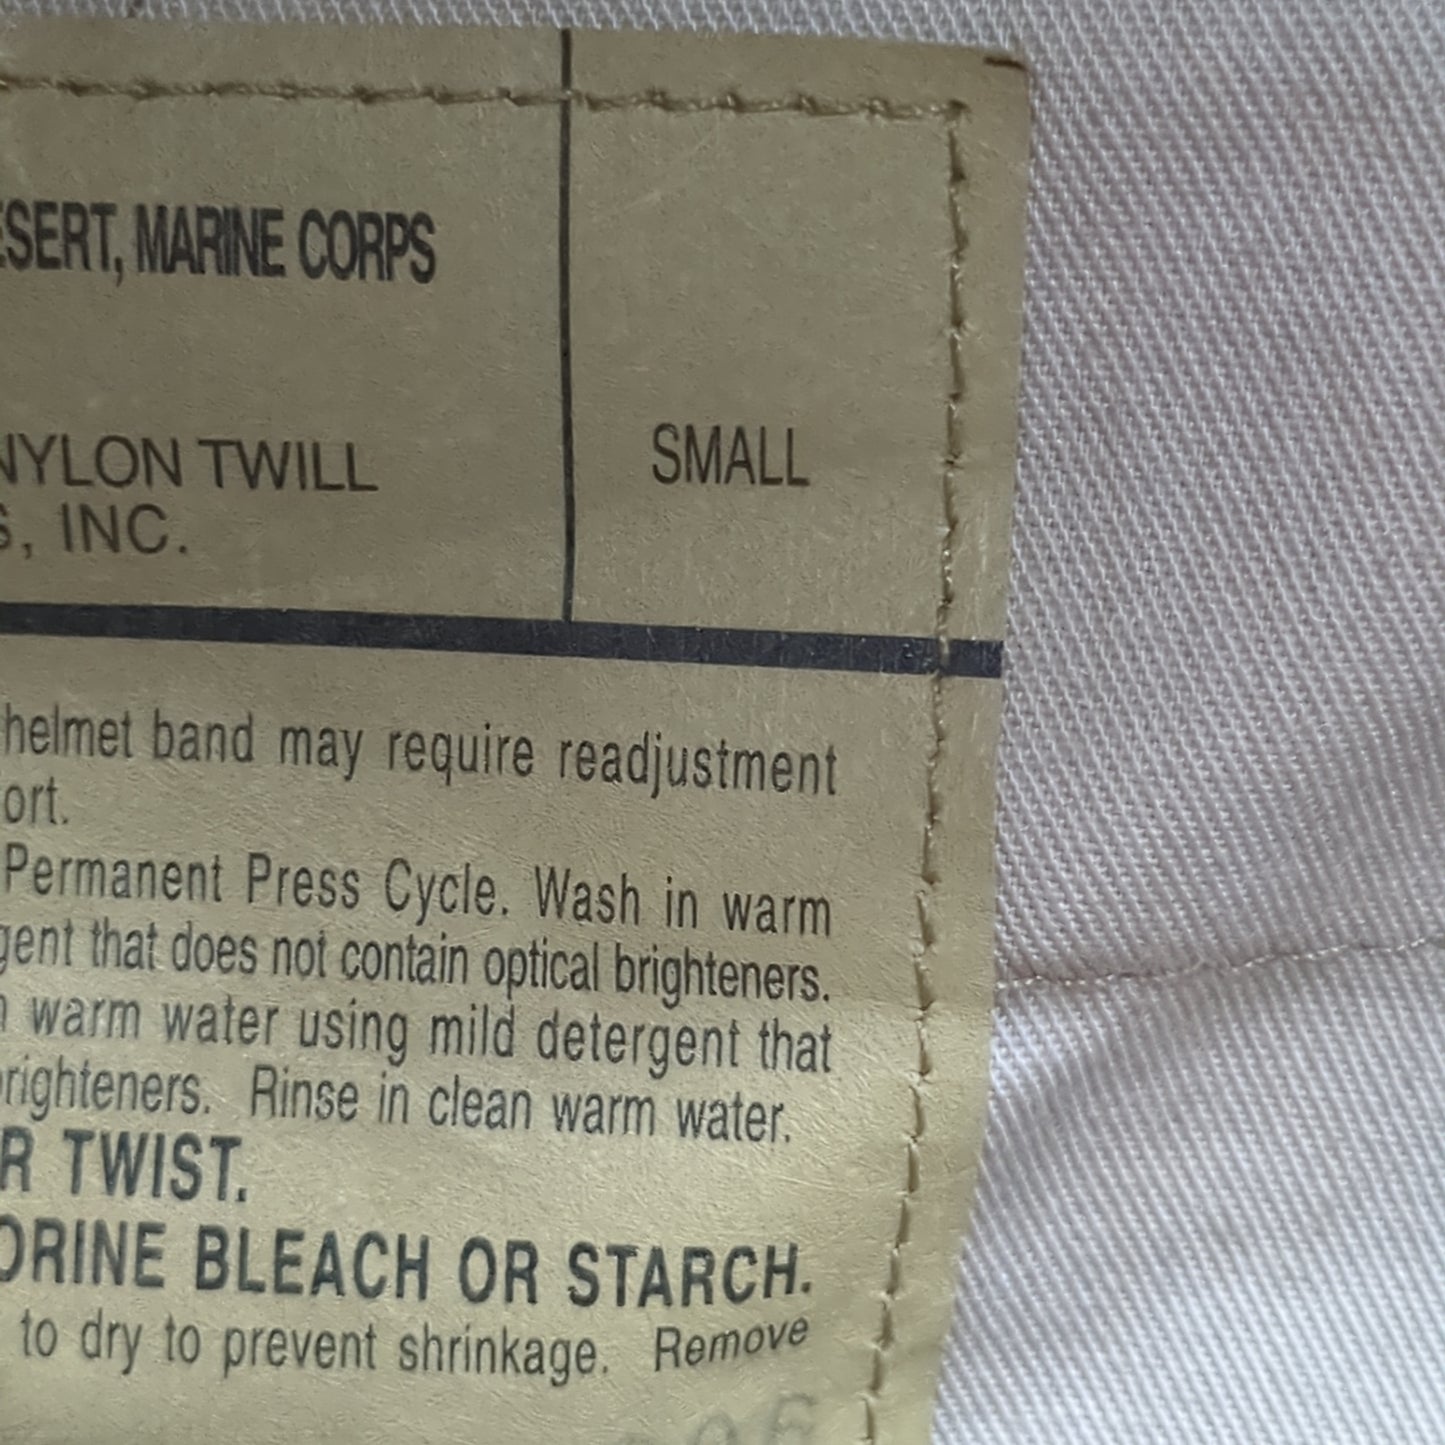 ESERT, MARINE CORPS
NYLON TWILL
SMALL
S, INC.
helmet band may require readjustment
ort.
Permanent Press Cycle. Wash in warm
gent that does not contain optical brighteners.
warm water using mild detergent that
righteners. Rinse in clean warm water.
R TWIST.
ORINE BLEACH OR STARCH.
to dry to prevent shrinkage. Remove